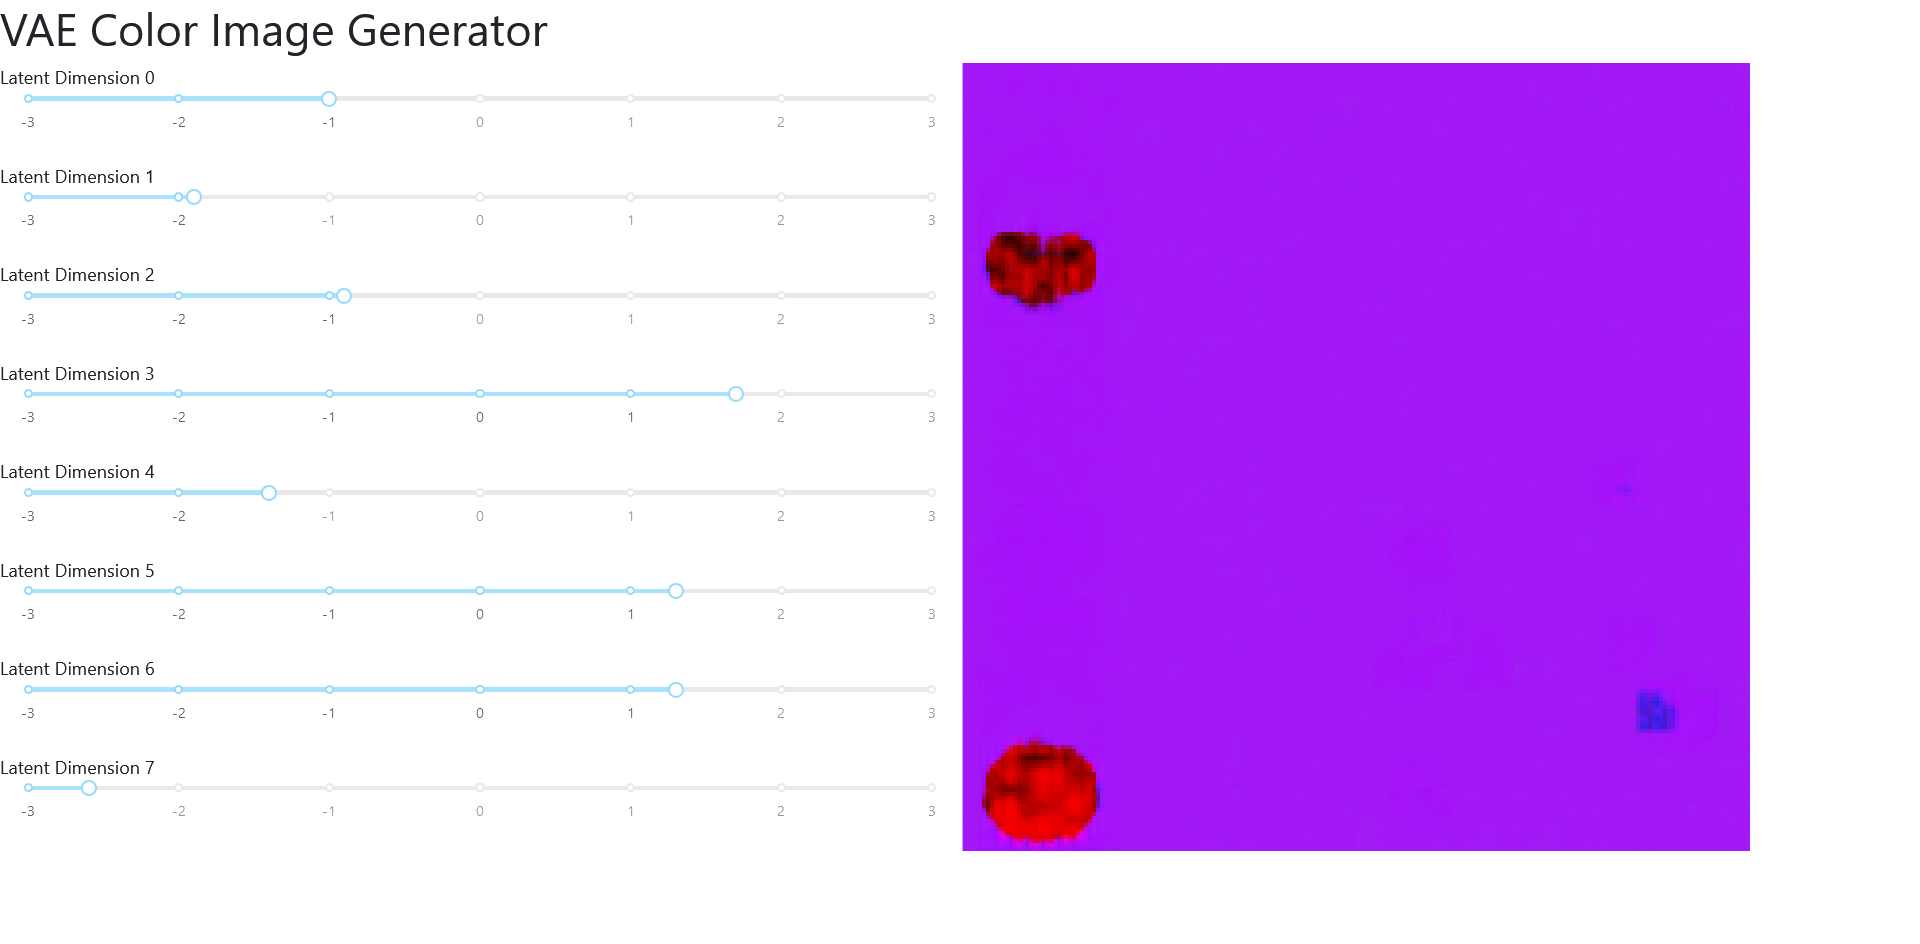 VAE Color Image Generator
Latent Dimension 0
-3 -2 -1 0 1 2 3
Latent Dimension 1
-3 -2 -1 0 1 2 3
Latent Dimension 2
-3 -2 -1 0 1 2 3
Latent Dimension 3
-3 -2 -1 0 1 2 3
Latent Dimension 4
-3 -2 -1 0 1 2 3
Latent Dimension 5
-3 -2 -1 0 1 2 3
Latent Dimension 6
-3 -2 -1 0 1 2 3
Latent Dimension 7
-3 -2 -1 0 1 2 3